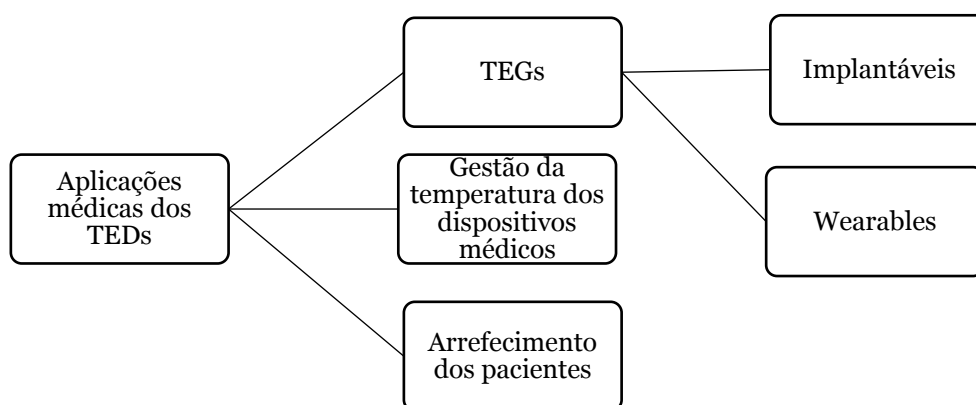 Aplicações
médicas dos
TEDs
TEGs
Gestão da
temperatura dos
dispositivos
médicos
Arrefecimento
dos pacientes
Implantáveis
Wearables